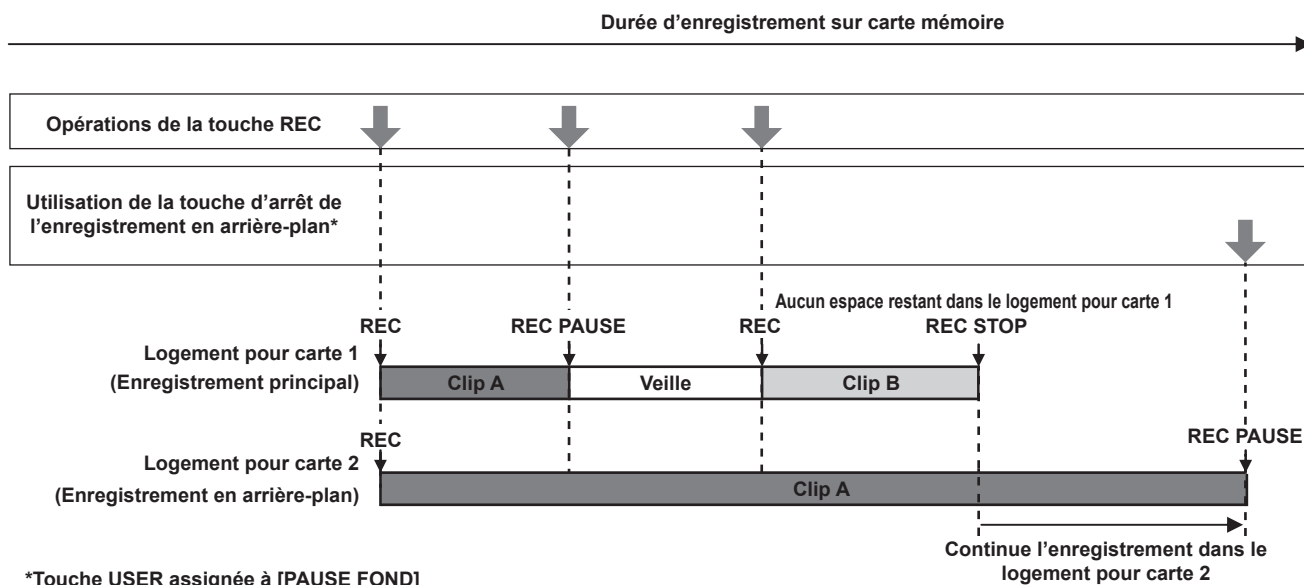 Durée d’enregistrement sur carte mémoire
Opérations de la touche REC
Utilisation de la touche d’arrêt de
l’enregistrement en arrière-plan*
Aucun espace restant dans le logement pour carte 1
REC
REC PAUSE
REC
REC STOP
Logement pour carte 1
(Enregistrement principal)
Clip A
Veille
Clip B
REC
REC PAUSE
Logement pour carte 2
(Enregistrement en arrière-plan)
Clip A
Continue l’enregistrement dans le
logement pour carte 2
*Touche USER assignée à [PAUSE FOND]